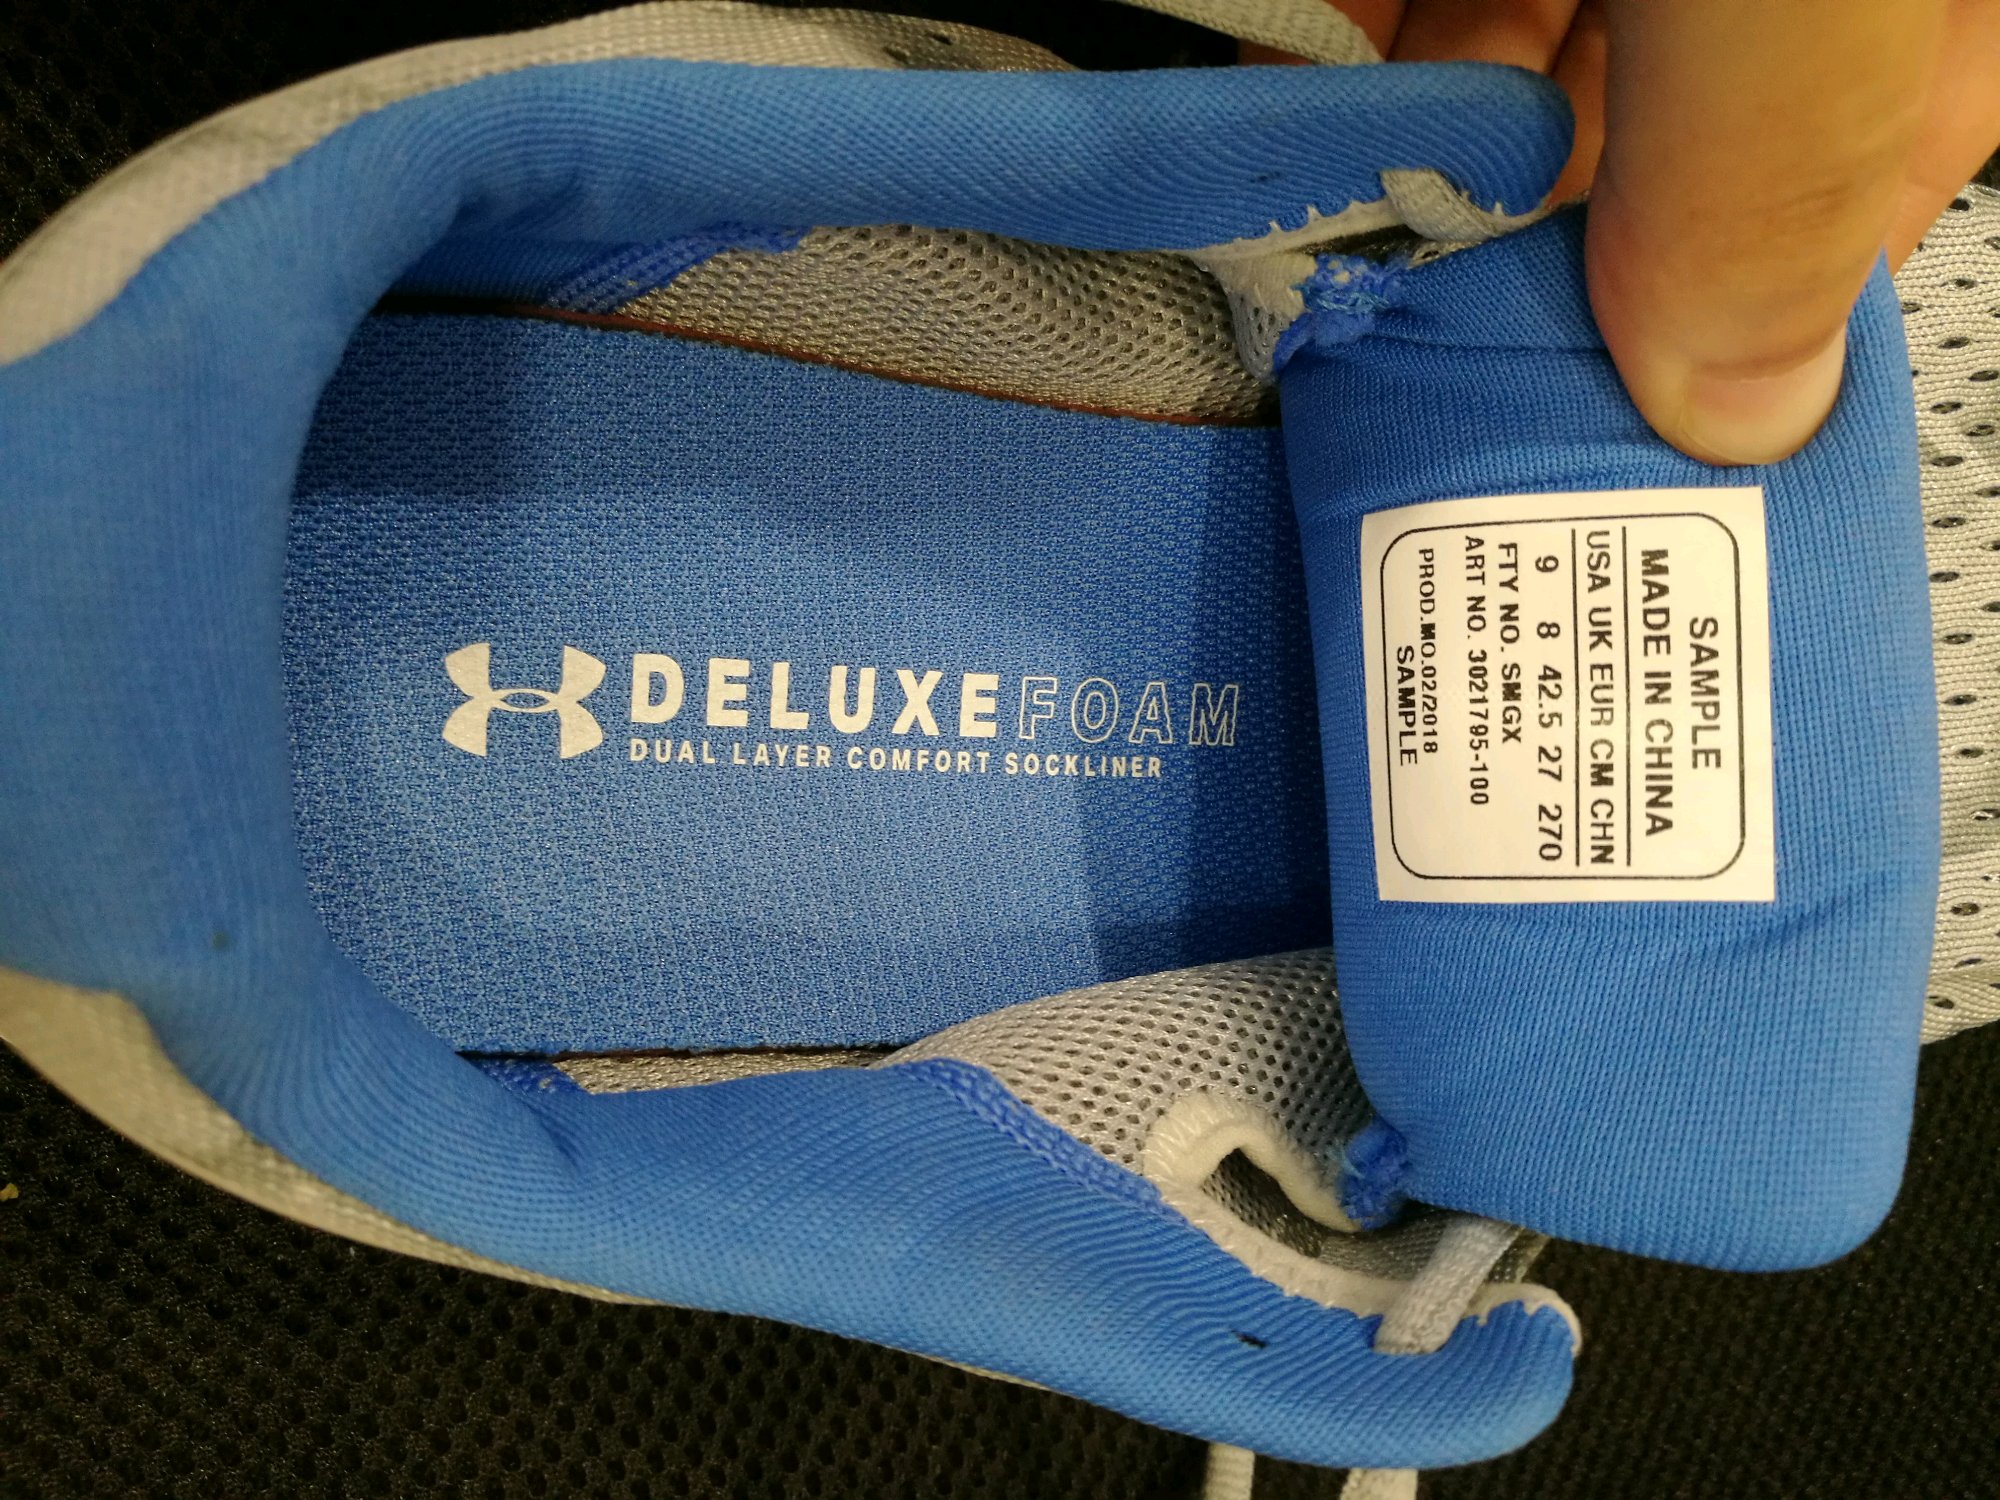 DELUXE FOAM
DUAL LAYER COMFORT SOCKLINER
SAMPLE
MADE IN CHINA
USA UK EUR CM CHN
9 8 42.5 27 270
FTY NO. SMGX
ART NO. 3021795-100
PROD.MO.02/2018
SAMPLE